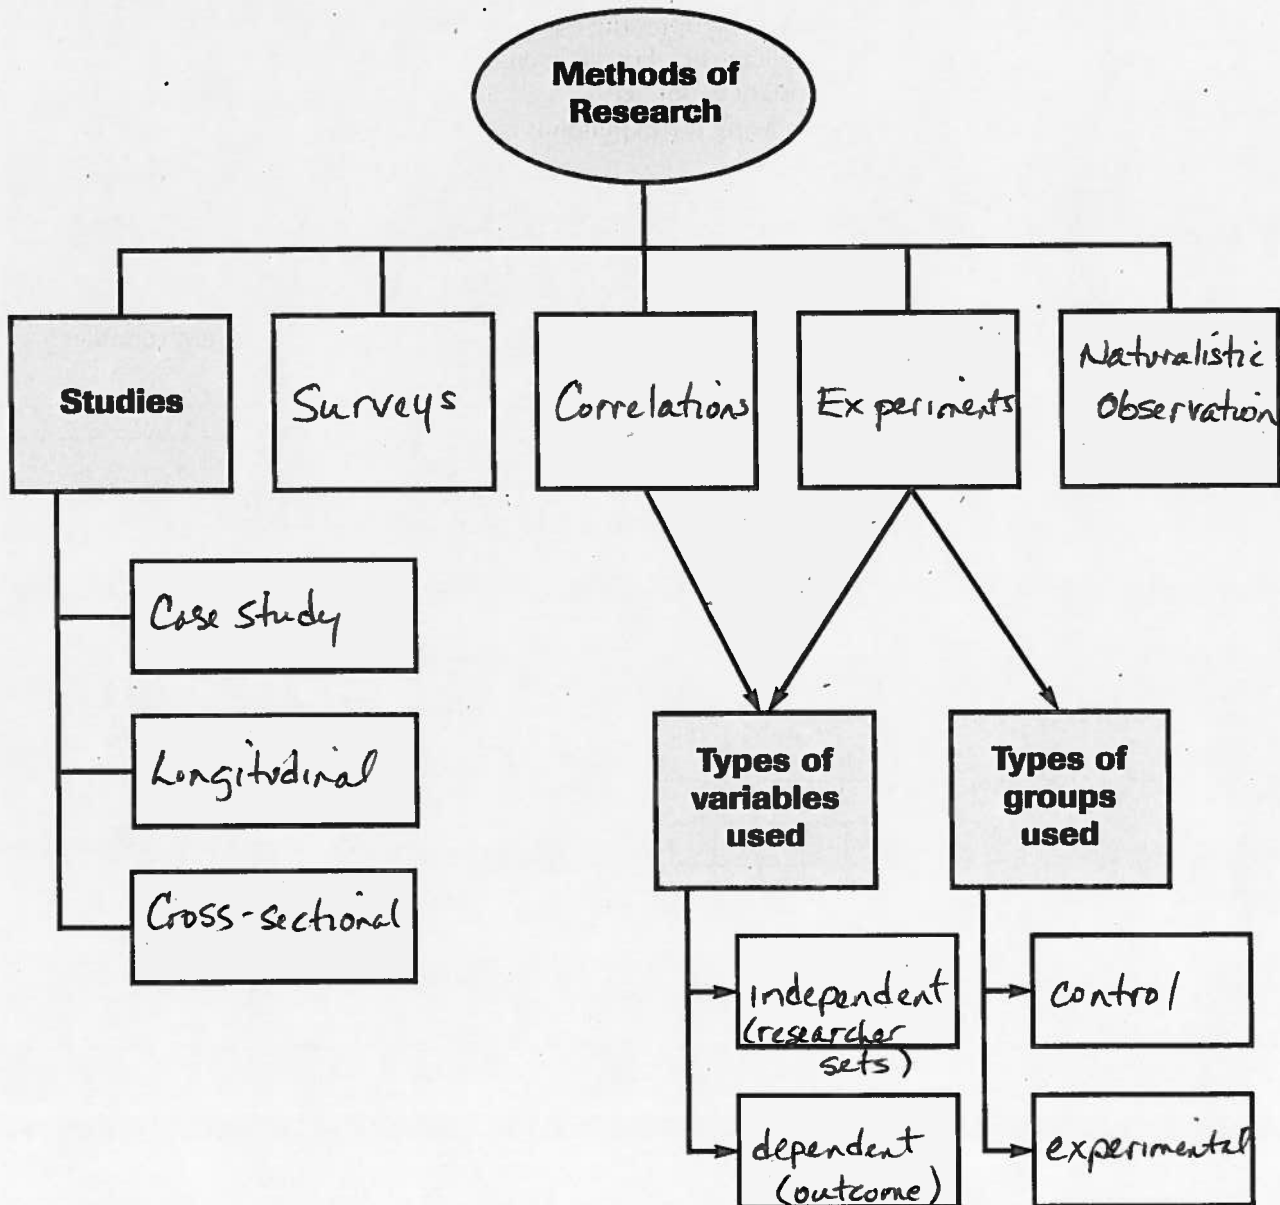 Methods of
Research
Studies
Surveys
Correlations
Experiments
Naturalistic
Observation
Case study
Longitudinal
Cross-sectional
Types of
variables
used
Types of
groups
used
independent
(researcher
sets)
dependent
(outcome)
control
experimental